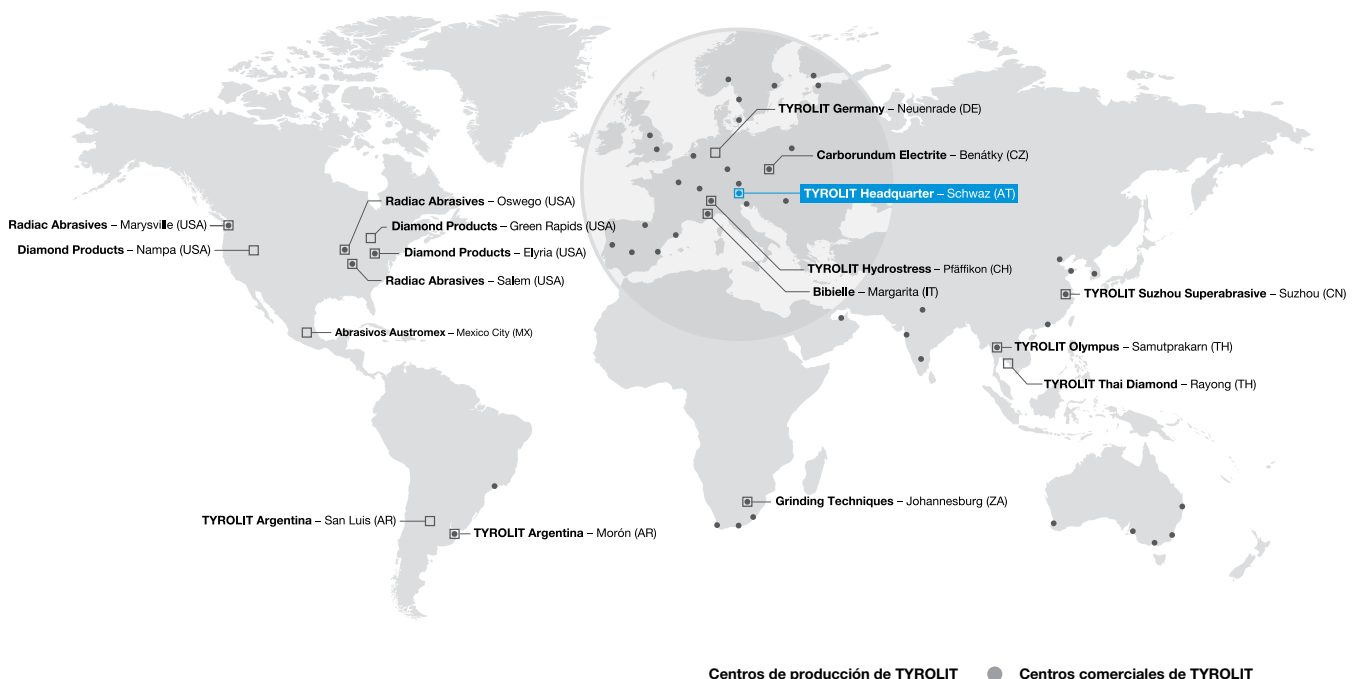 TYROLIT Germany – Neuenrade (DE)
Carborundum Electrite – Benátky (CZ)
TYROLIT Headquarter – Schwaz (AT)
Radiac Abrasives – Oswego (USA)
Radiac Abrasives – Marysville (USA)
Diamond Products – Green Rapids (USA)
Diamond Products – Nampa (USA)
Diamond Products – Elyria (USA)
TYROLIT Hydrostress – Pfäffikon (CH)
Radiac Abrasives – Salem (USA)
Bibielle – Margarita (IT)
TYROLIT Suzhou Superabrasive – Suzhou (CN)
Abrasivos Austromex – Mexico City (MX)
TYROLIT Olympus – Samutprakarn (TH)
TYROLIT Thai Diamond – Rayong (TH)
Grinding Techniques – Johannesburg (ZA)
TYROLIT Argentina – San Luis (AR)
TYROLIT Argentina – Morón (AR)
Centros de producción de TYROLIT
Centros comerciales de TYROLIT